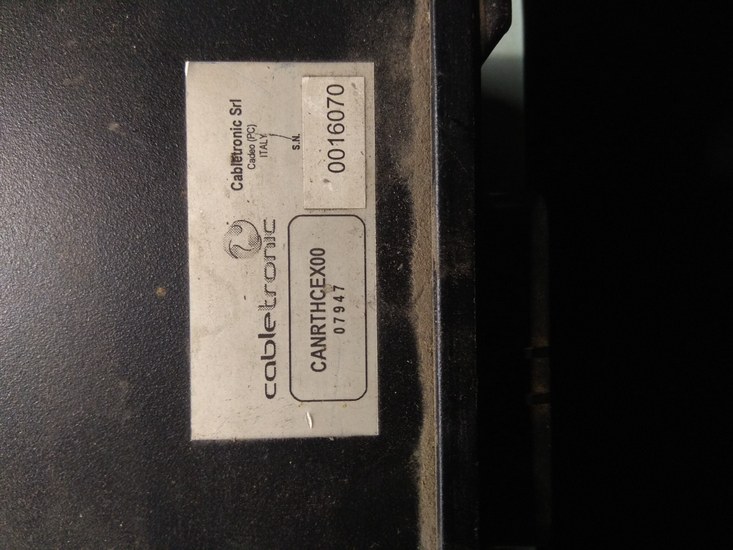 cabletronic
Cabletronic Srl
Cadeo (PC)
ITALY
S.N.
0016070
CANRTHCEX00
07947